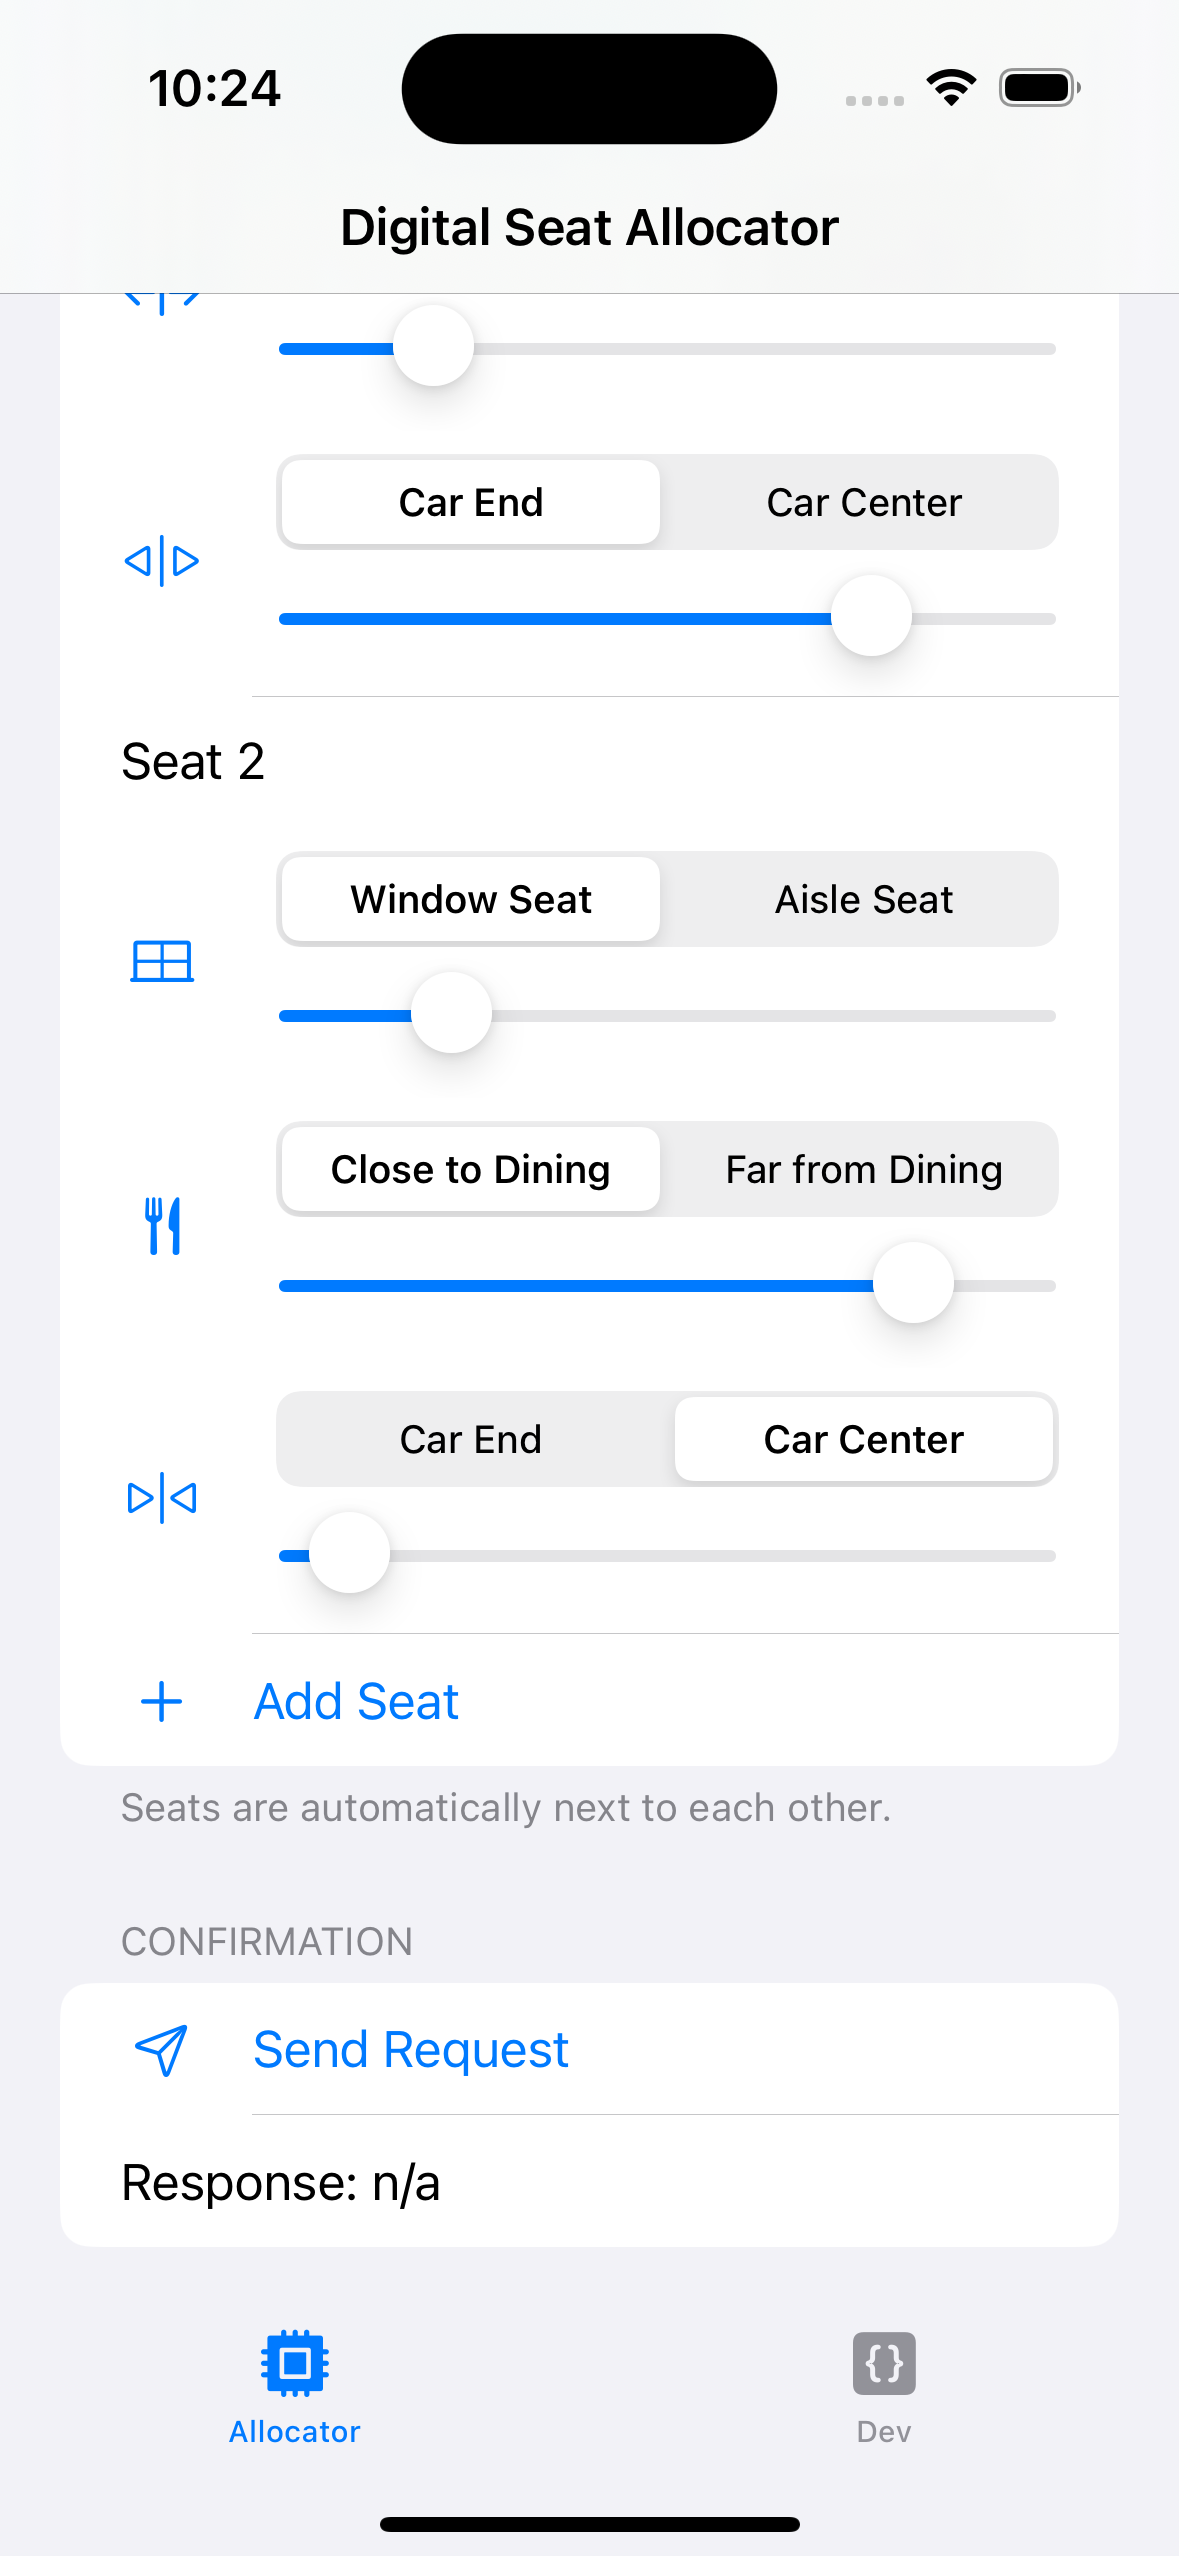 10:24
Digital Seat Allocator
Car End Car Center
Seat 2
Window Seat Aisle Seat
Close to Dining Far from Dining
Car End Car Center
Add Seat
Seats are automatically next to each other.
CONFIRMATION
Send Request
Response: n/a
Allocator Dev